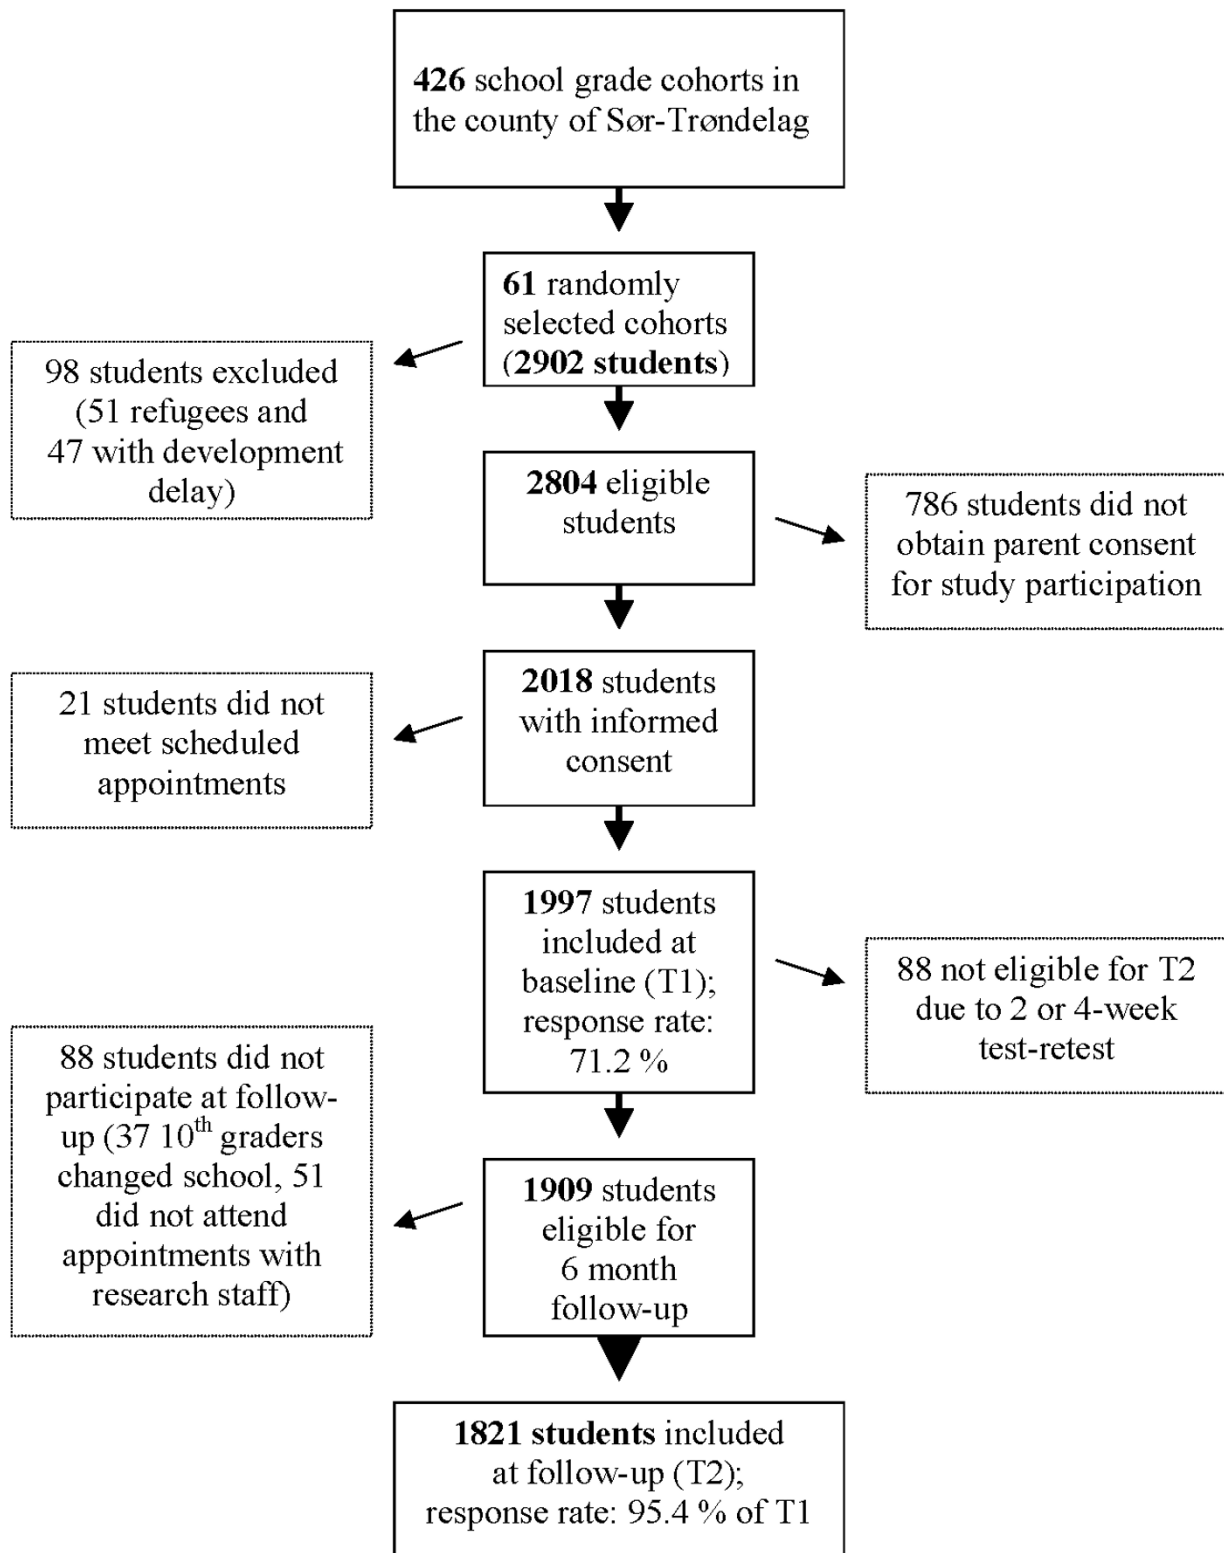 426 school grade cohorts in
the county of Sør-Trøndelag
61 randomly
selected cohorts
(2902 students)
98 students excluded
(51 refugees and
47 with development
delay)
2804 eligible
students
786 students did not
obtain parent consent
for study participation
2018 students
with informed
consent
21 students did not
meet scheduled
appointments
1997 students
included at
baseline (T1);
response rate:
71.2 %
88 not eligible for T2
due to 2 or 4-week
test-retest
88 students did not
participate at follow-
up (37 10th graders
changed school, 51
did not attend
appointments with
research staff)
1909 students
eligible for
6 month
follow-up
1821 students included
at follow-up (T2);
response rate: 95.4 % of T1